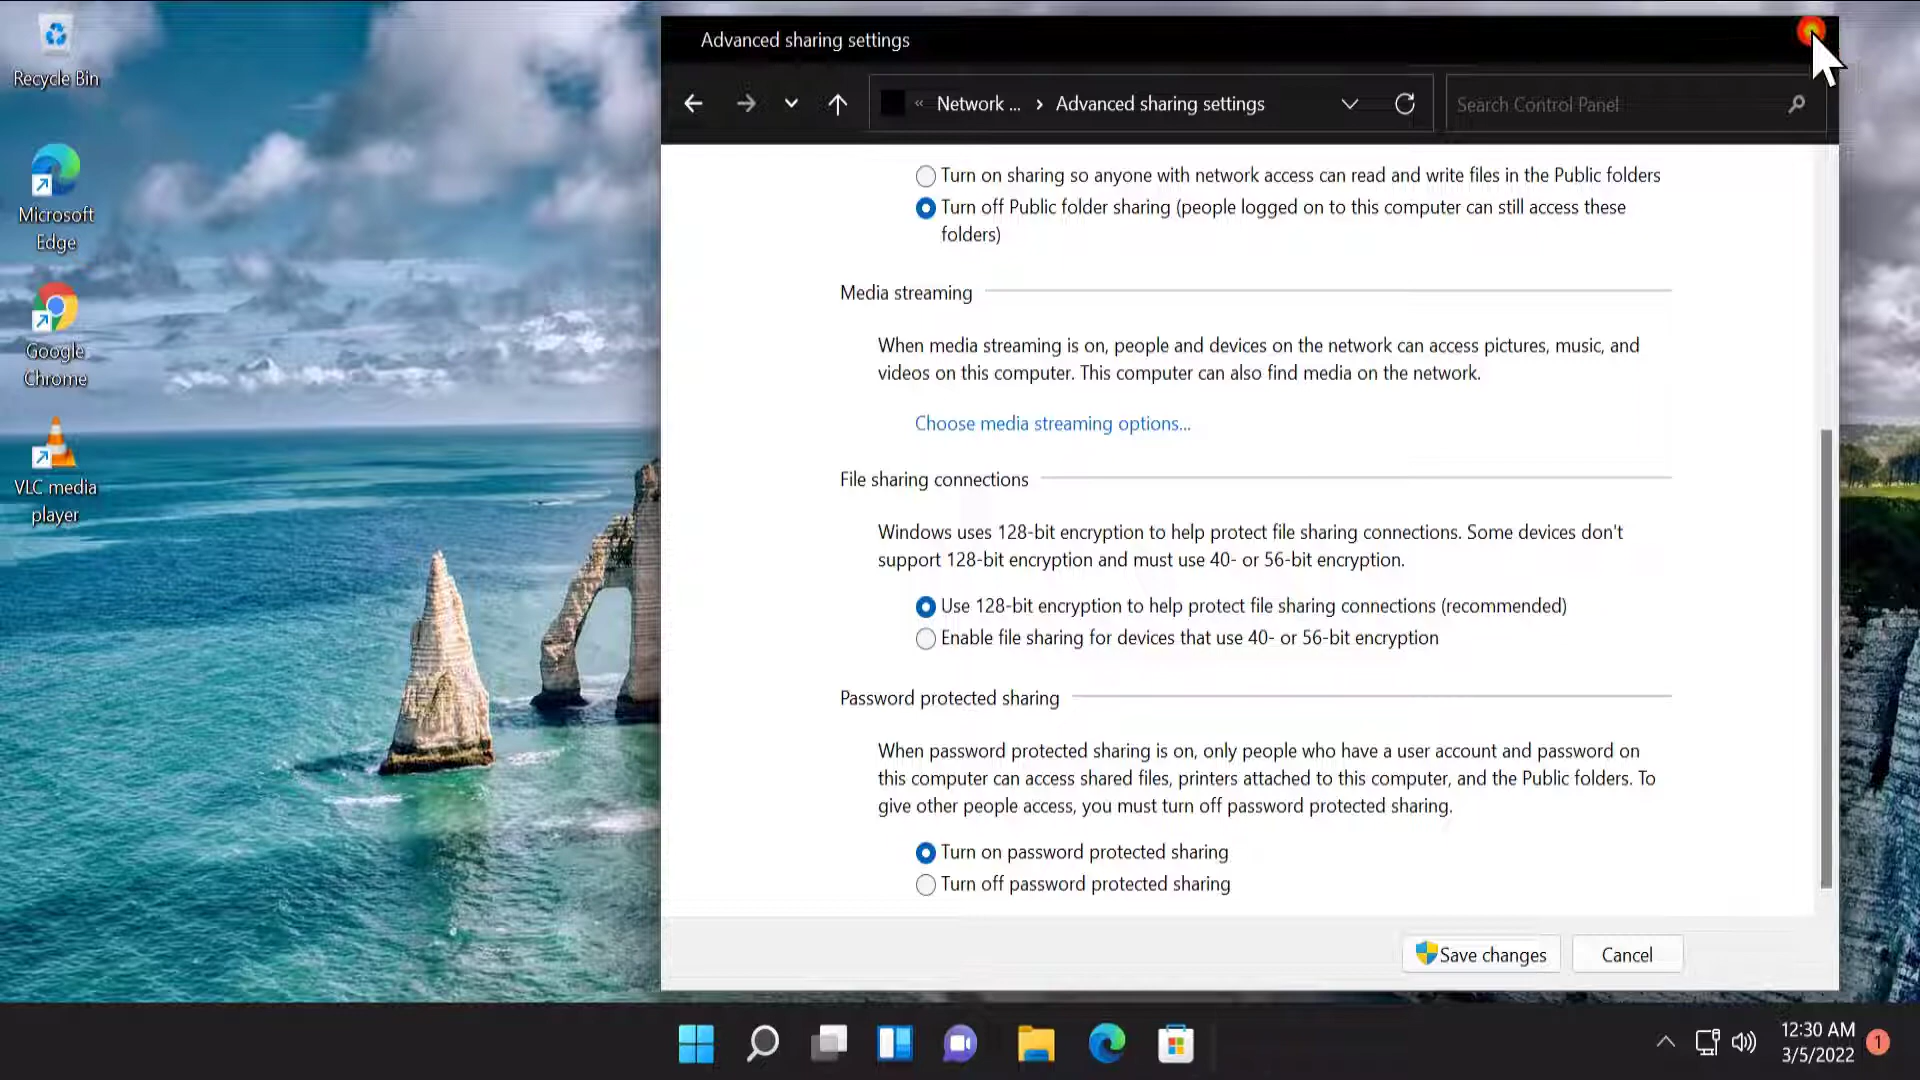 Recycle Bin
Microsoft
Edge
Google
Chrome
VLC media
player
Advanced sharing settings
« Network ... › Advanced sharing settings
Search Control Panel
Turn on sharing so anyone with network access can read and write files in the Public folders
Turn off Public folder sharing (people logged on to this computer can still access these
folders)
Media streaming
When media streaming is on, people and devices on the network can access pictures, music, and
videos on this computer. This computer can also find media on the network.
Choose media streaming options...
File sharing connections
Windows uses 128-bit encryption to help protect file sharing connections. Some devices don't
support 128-bit encryption and must use 40- or 56-bit encryption.
Use 128-bit encryption to help protect file sharing connections (recommended)
Enable file sharing for devices that use 40- or 56-bit encryption
Password protected sharing
When password protected sharing is on, only people who have a user account and password on
this computer can access shared files, printers attached to this computer, and the Public folders. To
give other people access, you must turn off password protected sharing.
Turn on password protected sharing
Turn off password protected sharing
Save changes
Cancel
12:30 AM
3/5/2022
1